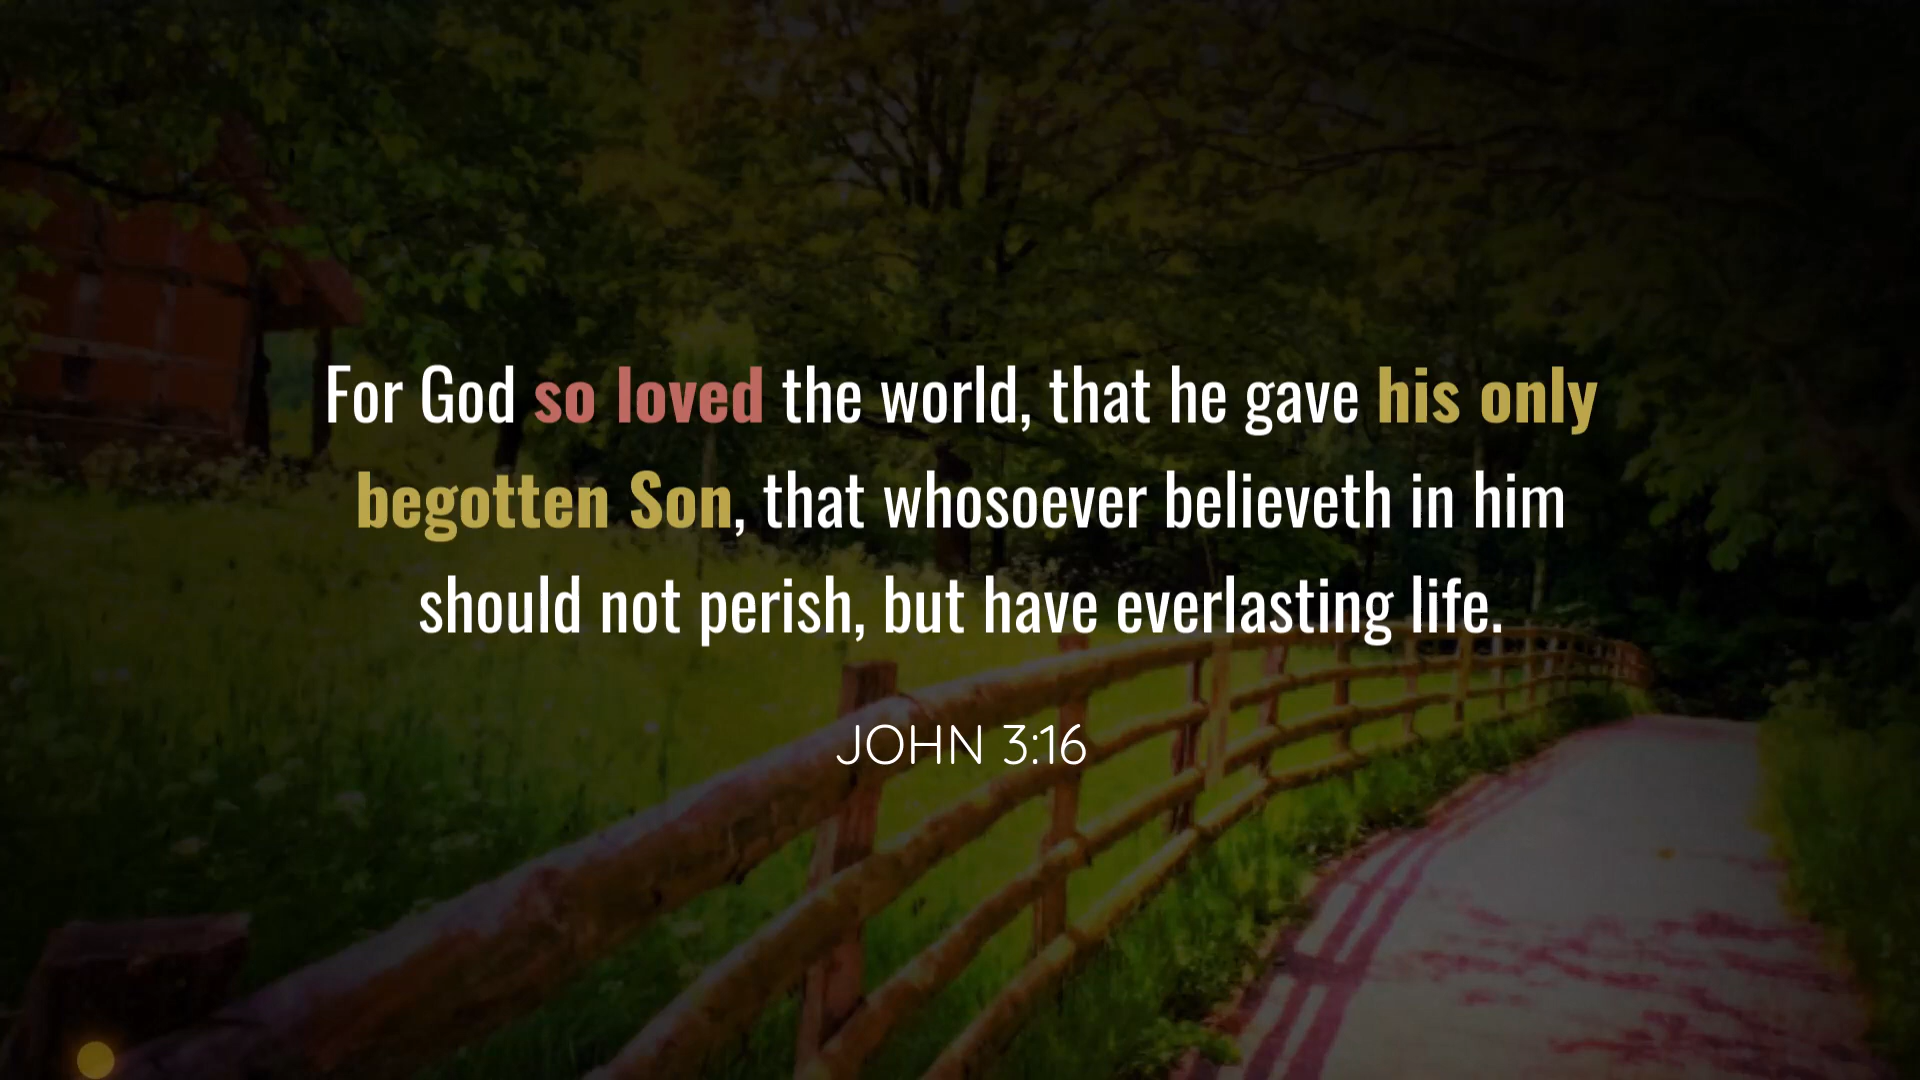 For God so loved the world, that he gave his only
begotten Son, that whosoever believeth in him
should not perish, but have everlasting life.
JOHN 3:16